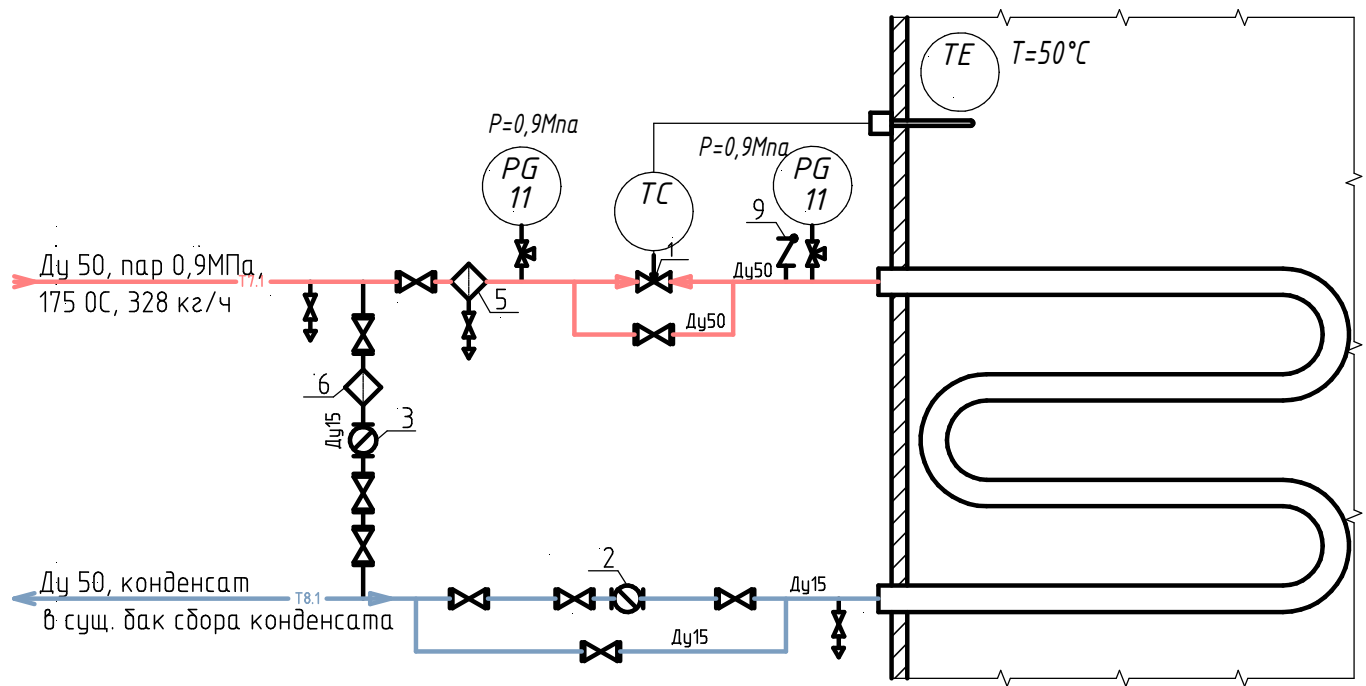 TE
T=50°C
P=0,9Мпа
P=0,9Мпа
PG
11
TC
PG
11
9
1
Ду 50, пар 0,9МПа,
T7.1
175 0C, 328 кг/ч
5
Ду50
Ду50
6
3
Ду15
2
Ду 50, конденсат
T8.1
в сущ. бак сбора конденсата
Ду15
Ду15